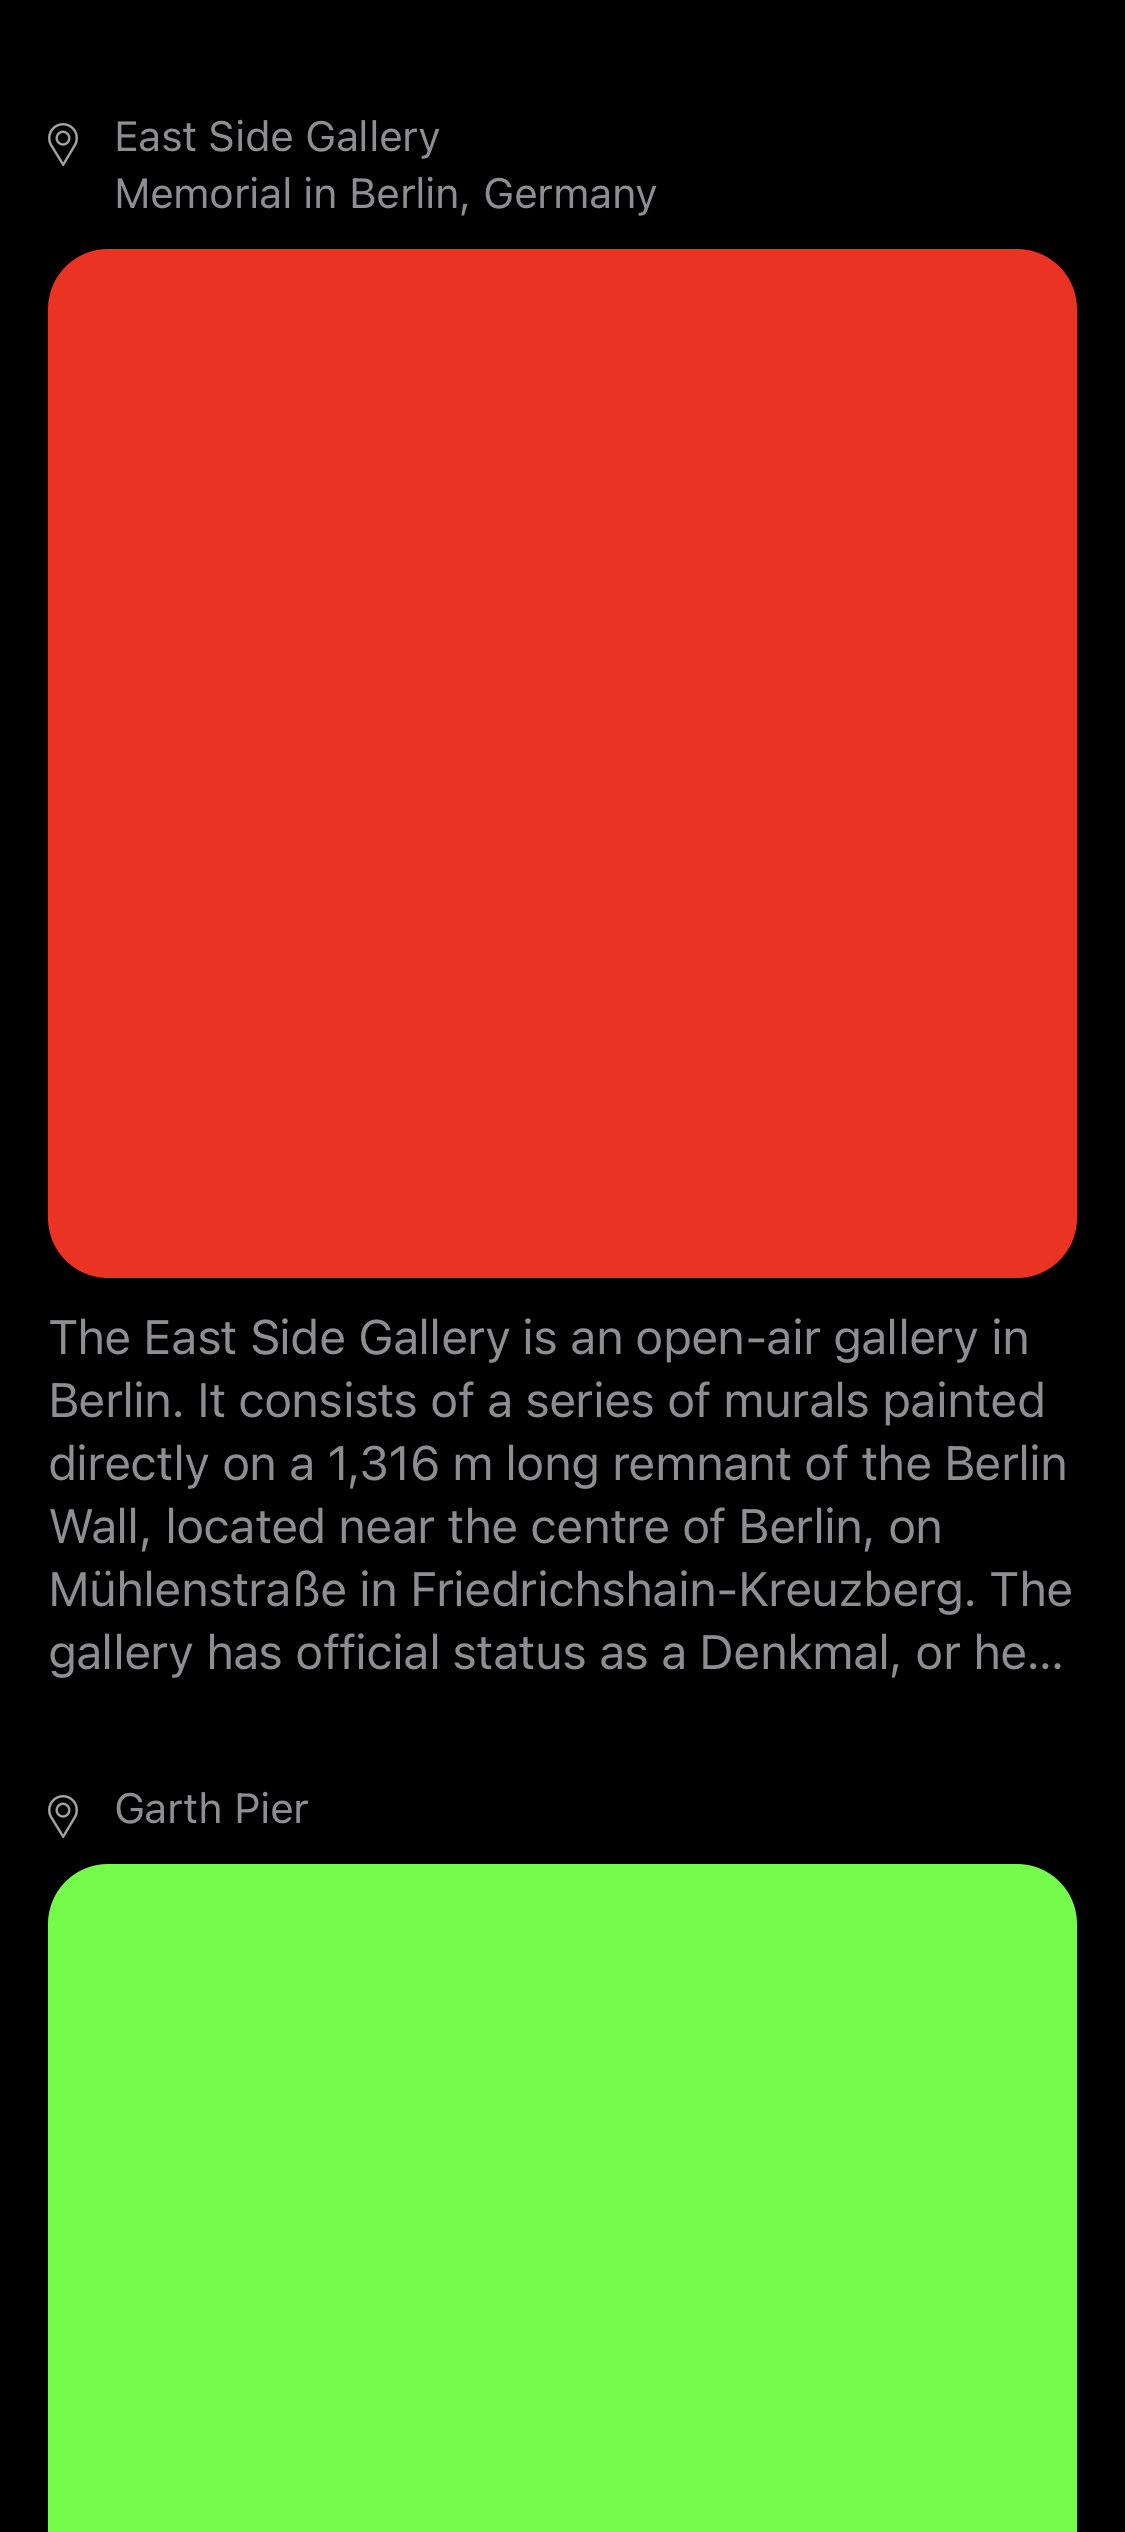 East Side Gallery
Memorial in Berlin, Germany
The East Side Gallery is an open-air gallery in
Berlin. It consists of a series of murals painted
directly on a 1,316 m long remnant of the Berlin
Wall, located near the centre of Berlin, on
Mühlenstraße in Friedrichshain-Kreuzberg. The
gallery has official status as a Denkmal, or he...
Garth Pier